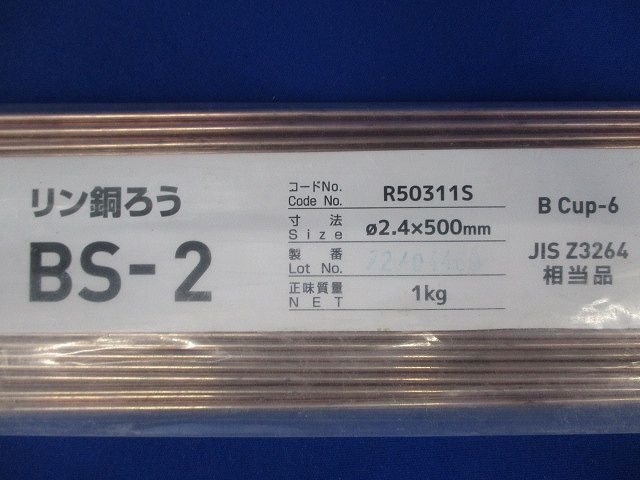 リン銅ろう
BS-2
コードNo.
Code No.
R50311S
寸法
Size
ø2.4×500mm
製番
Lot No.
正味質量
NET
1kg
B Cup-6
JIS Z3264
相当品